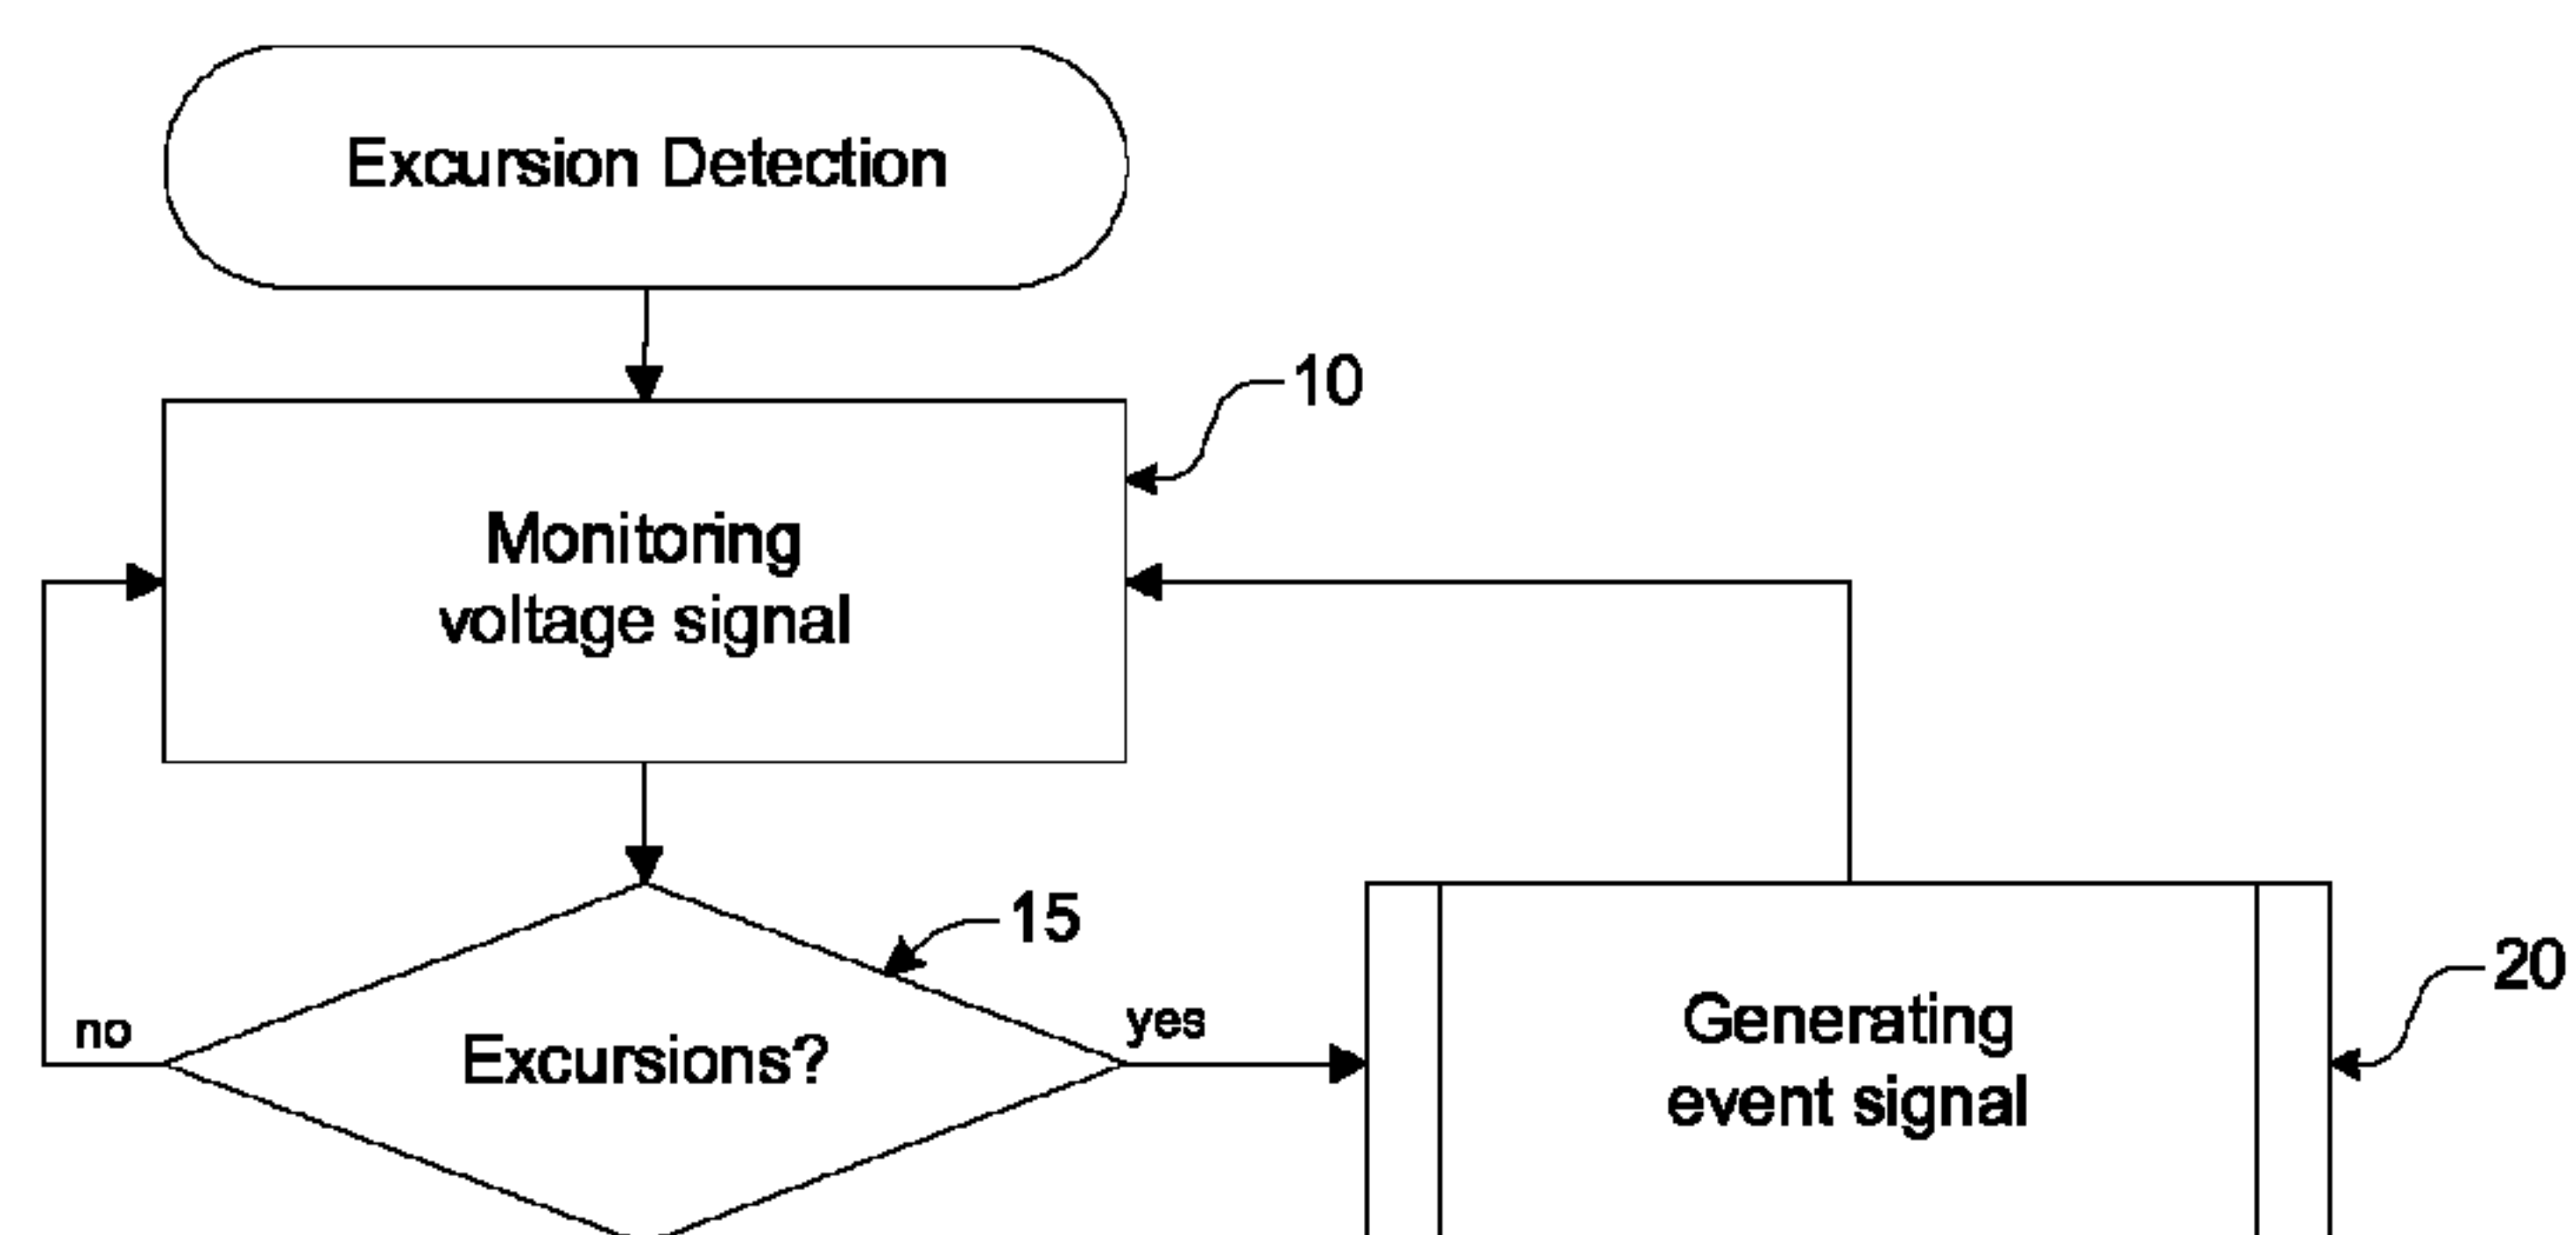 Excursion Detection
10
Monitoring
voltage signal
15
no
Excursions?
yes
Generating
event signal
20